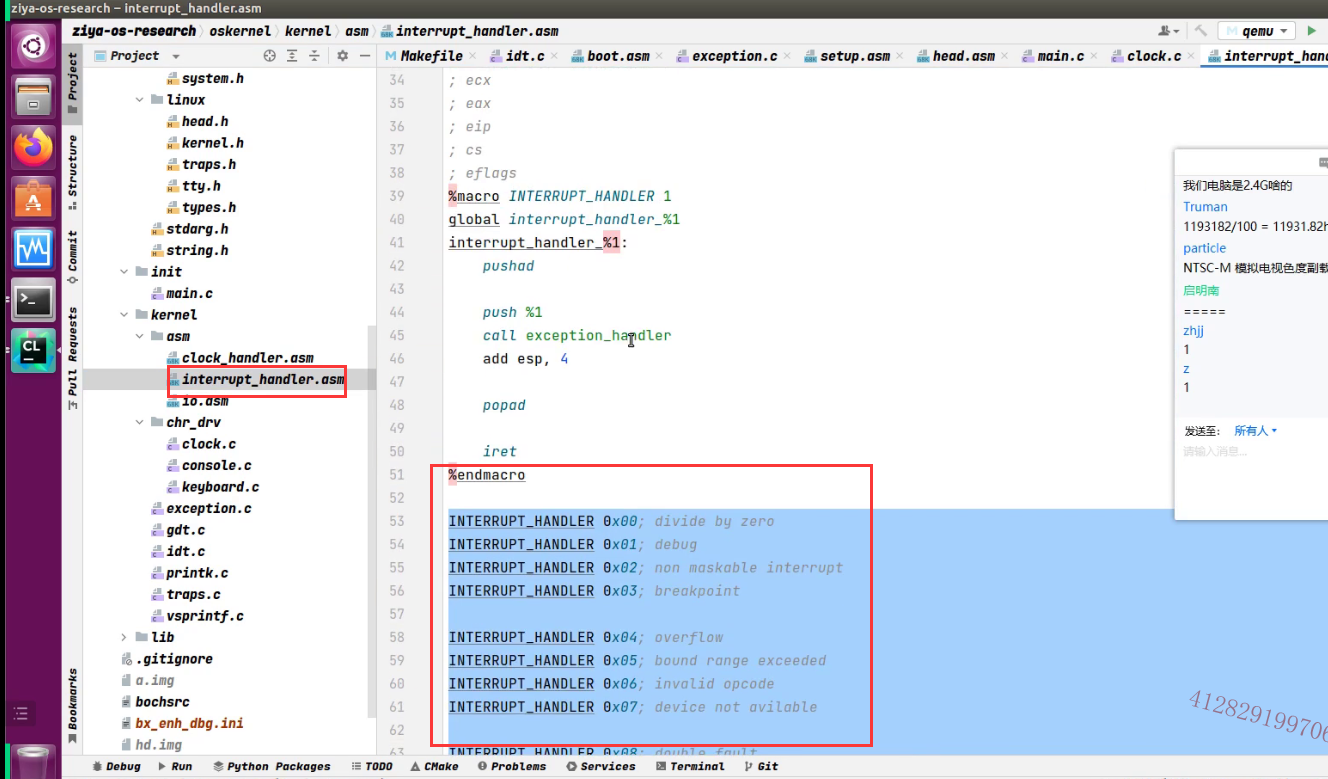 ziya-os-research – interrupt_handler.asm
ziya-os-research oskernel kernel asm interrupt_handler.asm
qemu
Project
Makefile idt.c boot.asm exception.c setup.asm head.asm main.c clock.c
Project
Structure
Commit
Pull Requests
Bookmarks
system.h
linux
head.h
kernel.h
traps.h
tty.h
types.h
stdarg.h
string.h
init
main.c
kernel
asm
clock_handler.asm
interrupt_handler.asm
io.asm
chr_drv
clock.c
console.c
keyboard.c
exception.c
gdt.c
idt.c
printk.c
traps.c
vsprintf.c
lib
.gitignore
a.img
bochsrc
bx_enh_dbg.ini
hd.img
34 ; ecx
35 ; eax
36 ; eip
37 ; cs
38 ; eflags
39 %macro INTERRUPT_HANDLER 1
40 global interrupt_handler_%1
41 interrupt_handler_%1:
42 pushad
43
44 push %1
45 call exception_handler
46 add esp, 4
47
48 popad
49
50 iret
51 %endmacro
52
53 INTERRUPT_HANDLER 0x00; divide by zero
54 INTERRUPT_HANDLER 0x01; debug
55 INTERRUPT_HANDLER 0x02; non maskable interrupt
56 INTERRUPT_HANDLER 0x03; breakpoint
57
58 INTERRUPT_HANDLER 0x04; overflow
59 INTERRUPT_HANDLER 0x05; bound range exceeded
60 INTERRUPT_HANDLER 0x06; invalid opcode
61 INTERRUPT_HANDLER 0x07; device not avilable
62
63 INTERRUPT_HANDLER 0x08; double fault
我们电脑是2.4G啥的
Truman
1193182/100 = 11931.82h
particle
NTSC-M 模拟电视色度副载
启明南
=====
zhjj
1
z
1
发送至: 所有人
请输入消息...
Debug Run Python Packages TODO CMake Problems Services Terminal Git